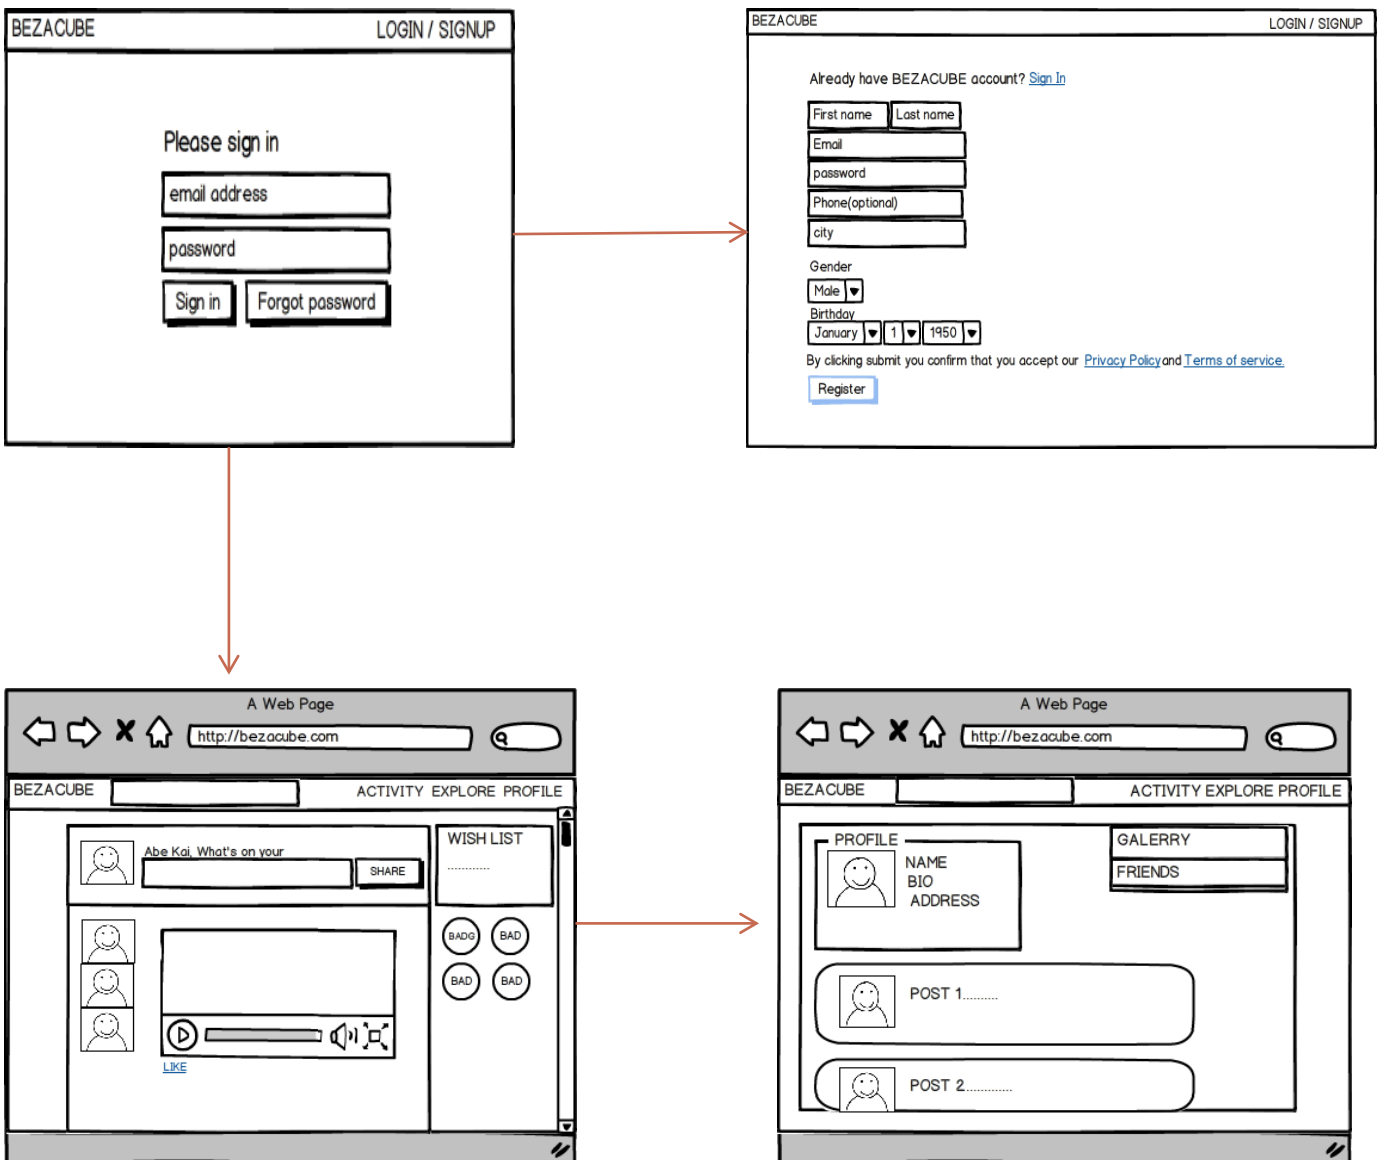 BEZACUBE LOGIN / SIGNUP
Please sign in
email address
password
Sign in Forgot password
BEZACUBE LOGIN / SIGNUP
Already have BEZACUBE account? Sign In
First name Last name
Email
password
Phone(optional)
city
Gender
Male
Birthday
January 1 1950
By clicking submit you confirm that you accept our Privacy Policy and Terms of service.
Register
A Web Page
http://bezacube.com
BEZACUBE ACTIVITY EXPLORE PROFILE
Abe Kai, What's on your
SHARE
WISH LIST
............
BADG BAD
BAD BAD
LIKE
A Web Page
http://bezacube.com
BEZACUBE ACTIVITY EXPLORE PROFILE
PROFILE
NAME
BIO
ADDRESS
GALERRY
FRIENDS
POST 1.........
POST 2............